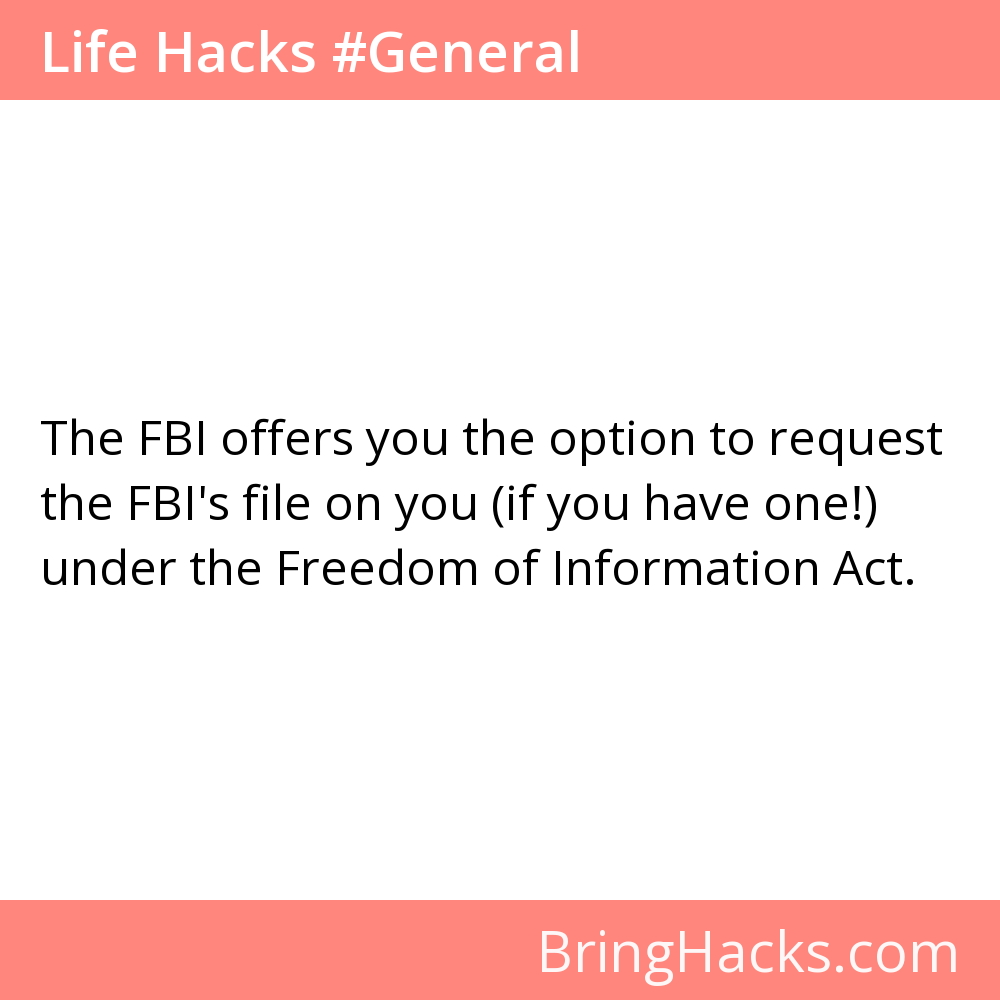 Life Hacks #General
The FBI offers you the option to request
the FBI's file on you (if you have one!)
under the Freedom of Information Act.
BringHacks.com